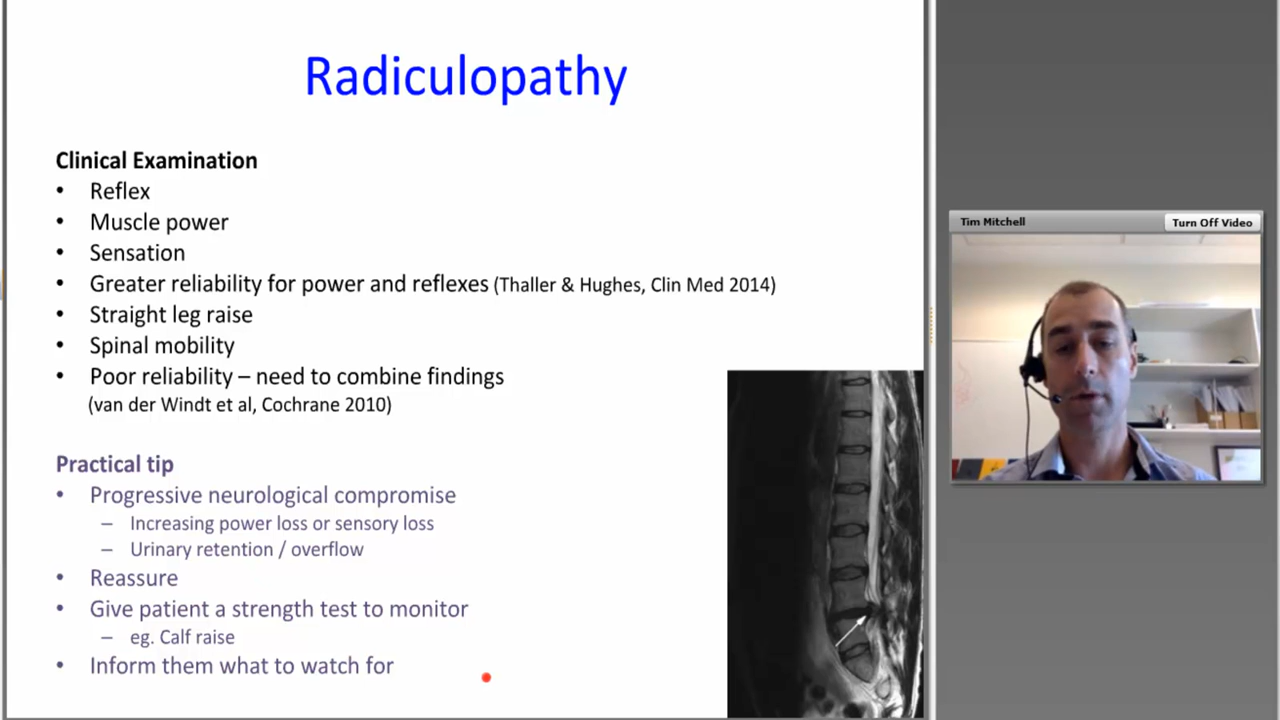 Radiculopathy
Clinical Examination
• Reflex
• Muscle power
• Sensation
• Greater reliability for power and reflexes (Thaller & Hughes, Clin Med 2014)
• Straight leg raise
• Spinal mobility
• Poor reliability – need to combine findings
(van der Windt et al, Cochrane 2010)
Practical tip
• Progressive neurological compromise
– Increasing power loss or sensory loss
– Urinary retention / overflow
• Reassure
• Give patient a strength test to monitor
– eg. Calf raise
• Inform them what to watch for
Tim Mitchell
Turn Off Video